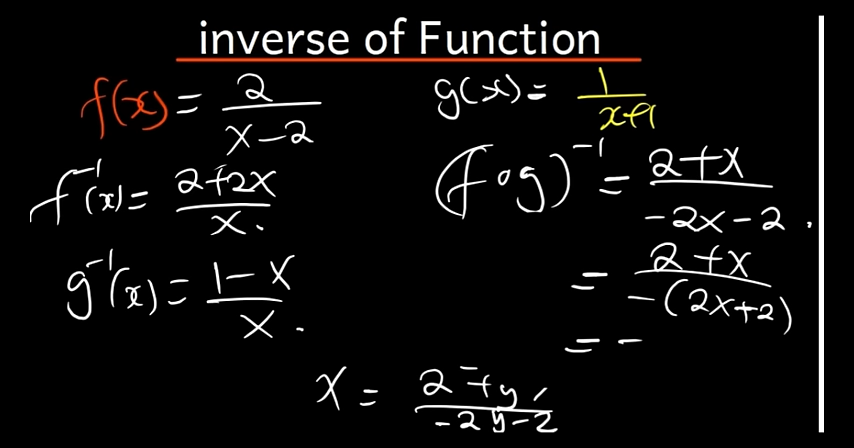 inverse of Function
f(x) = 2/(x-2)
g(x) = 1/(x+1)
f⁻¹(x) = (2+2x)/x.
(fog)⁻¹ = (2+x)/(-2x-2).
g⁻¹(x) = (1-x)/x.
= (2+x)/(-(2x+2))
= -
x = (2+y)/(-2y-2)